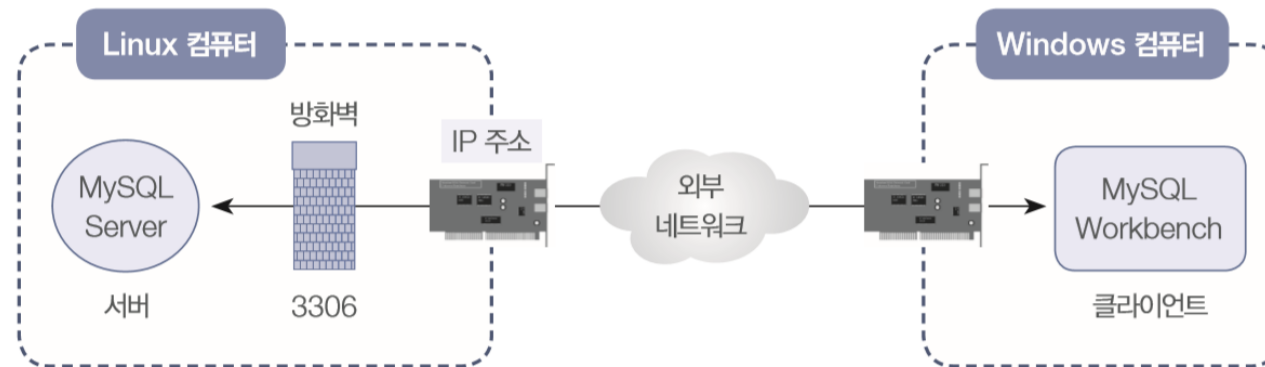 Linux 컴퓨터
Windows 컴퓨터
방화벽
IP 주소
MySQL
Server
외부
네트워크
MySQL
Workbench
서버
3306
클라이언트